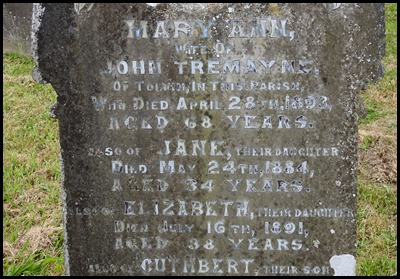 MARY ANN,
WIFE OF
JOHN TREMAYNE,
OF TOLVAN, IN THIS PARISH,
WHO DIED APRIL 28TH, 1893,
AGED 68 YEARS.
ALSO OF JANE, THEIR DAUGHTER
DIED MAY 24TH, 1884,
AGED 34 YEARS.
ALSO OF ELIZABETH, THEIR DAUGHTER
DIED JULY 16TH, 1891,
AGED 38 YEARS.
ALSO OF CUTHBERT, THEIR SON